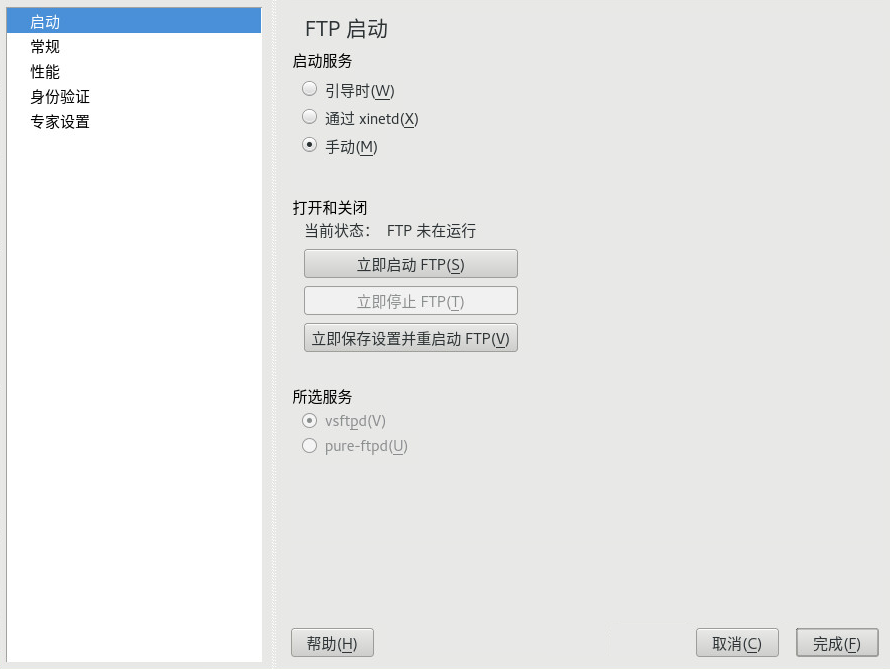 启动
常规
性能
身份验证
专家设置
FTP 启动
启动服务
引导时(W)
通过 xinetd(X)
手动(M)
打开和关闭
当前状态： FTP 未在运行
立即启动 FTP(S)
立即停止 FTP(T)
立即保存设置并重启动 FTP(V)
所选服务
vsftpd(V)
pure-ftpd(U)
帮助(H)
取消(C)
完成(F)